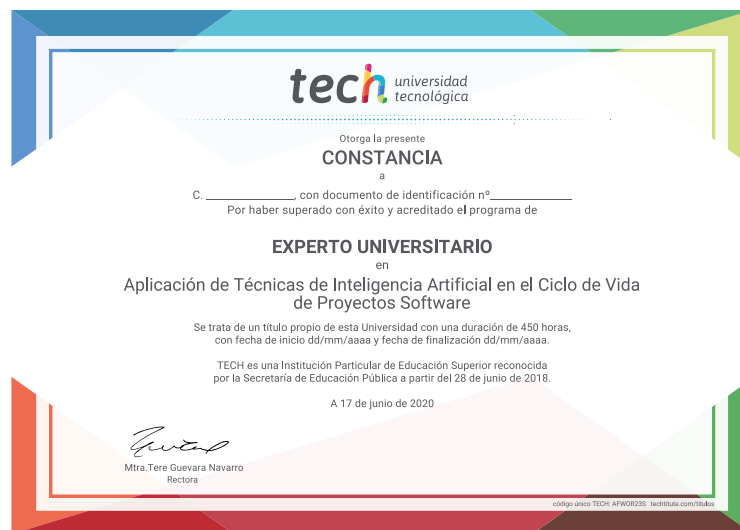 tech universidad
tecnológica
Otorga la presente
CONSTANCIA
a
C. ______________, con documento de identificación nº______________
Por haber superado con éxito y acreditado el programa de
EXPERTO UNIVERSITARIO
en
Aplicación de Técnicas de Inteligencia Artificial en el Ciclo de Vida
de Proyectos Software
Se trata de un título propio de esta Universidad con una duración de 450 horas,
con fecha de inicio dd/mm/aaaa y fecha de finalización dd/mm/aaaa.
TECH es una Institución Particular de Educación Superior reconocida
por la Secretaría de Educación Pública a partir del 28 de junio de 2018.
A 17 de junio de 2020
Mtra.Tere Guevara Navarro
Rectora
código único TECH: AFWOR23S techtitute.com/titulos